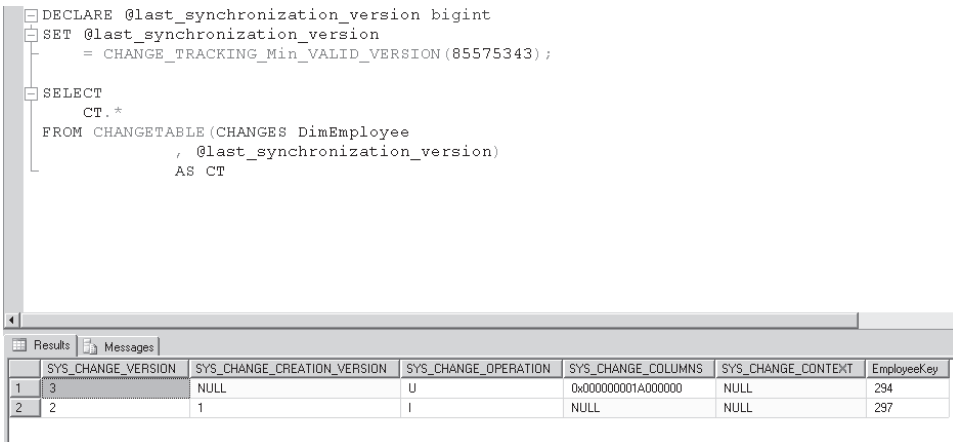 DECLARE @last_synchronization_version bigint
SET @last_synchronization_version
= CHANGE_TRACKING_Min_VALID_VERSION(85575343);
SELECT
CT.*
FROM CHANGETABLE(CHANGES DimEmployee
, @last_synchronization_version)
AS CT
Results Messages
SYS_CHANGE_VERSION SYS_CHANGE_CREATION_VERSION SYS_CHANGE_OPERATION SYS_CHANGE_COLUMNS SYS_CHANGE_CONTEXT EmployeeKey
1 3 NULL U 0x000000001A000000 NULL 294
2 2 1 I NULL NULL 297